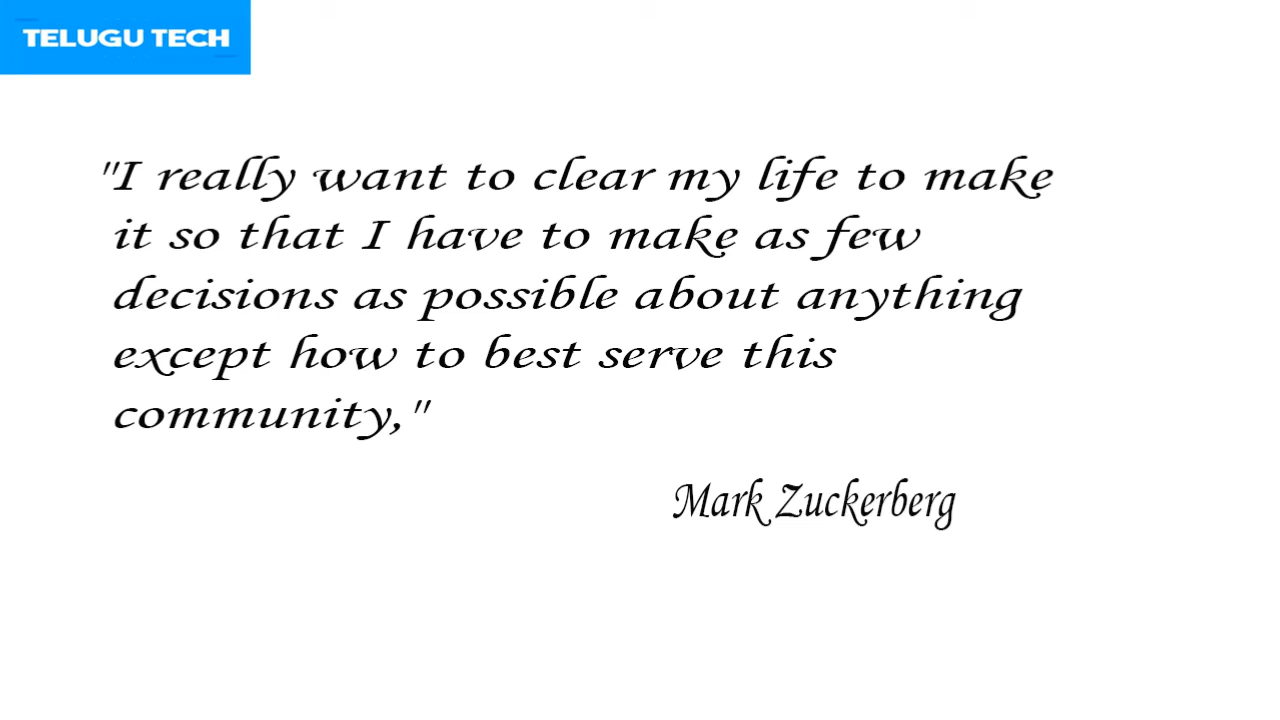 TELUGU TECH
"I really want to clear my life to make
it so that I have to make as few
decisions as possible about anything
except how to best serve this
community,"
Mark Zuckerberg